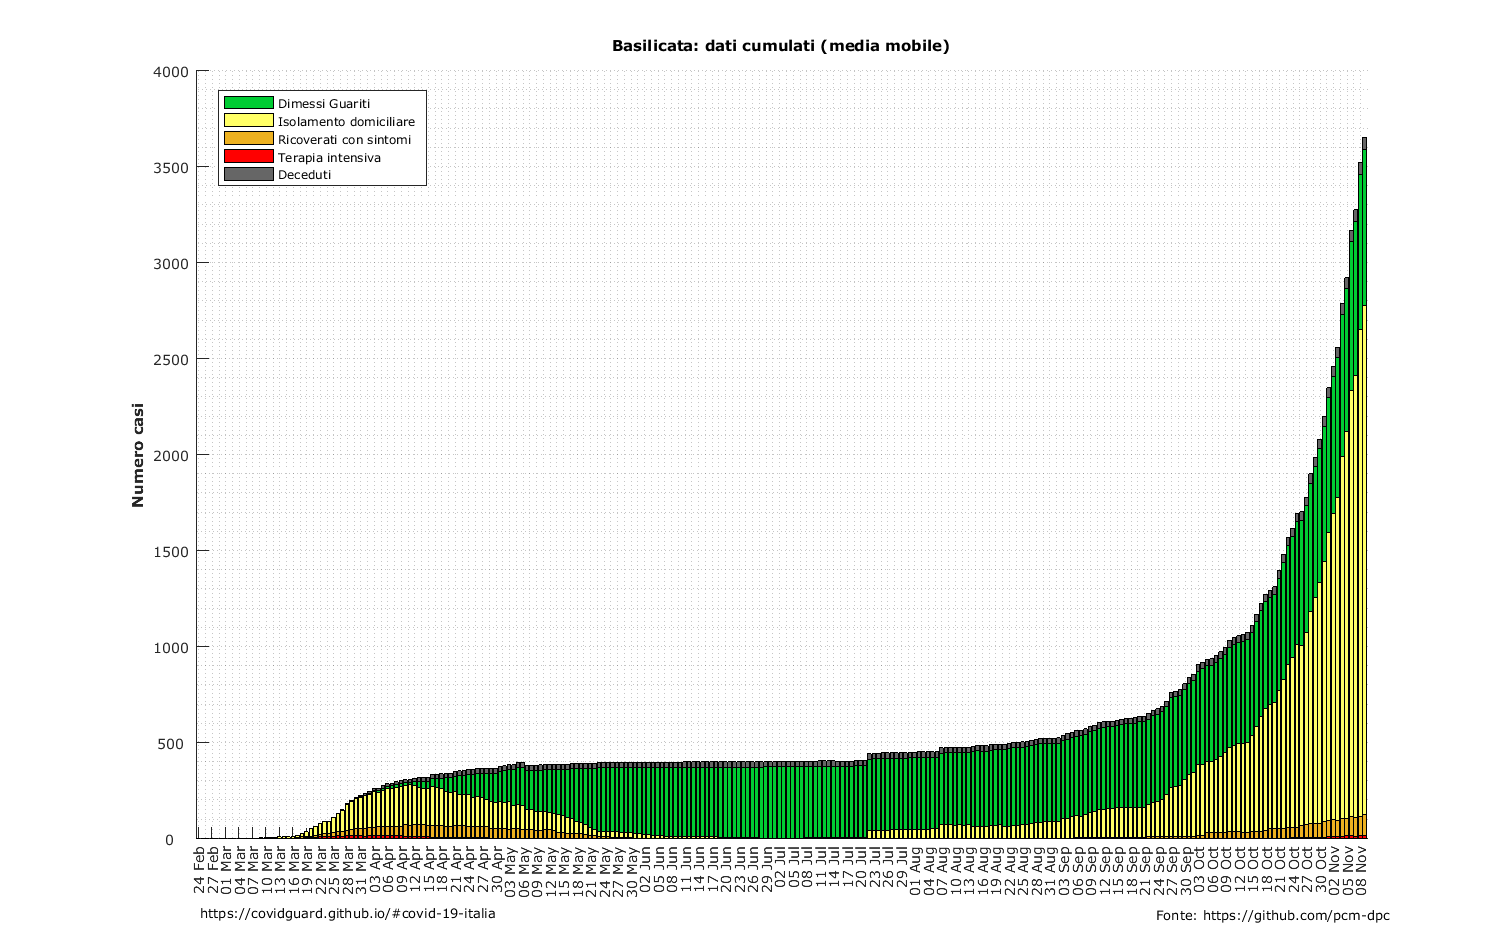 Basilicata: dati cumulati (media mobile)
4000
3500
3000
2500
2000
1500
1000
500
0
Numero casi
Dimessi Guariti
Isolamento domiciliare
Ricoverati con sintomi
Terapia intensiva
Deceduti
24 Feb
27 Feb
01 Mar
04 Mar
07 Mar
10 Mar
13 Mar
16 Mar
19 Mar
22 Mar
25 Mar
28 Mar
31 Mar
03 Apr
06 Apr
09 Apr
12 Apr
15 Apr
18 Apr
21 Apr
24 Apr
27 Apr
30 Apr
03 May
06 May
09 May
12 May
15 May
18 May
21 May
24 May
27 May
30 May
02 Jun
05 Jun
08 Jun
11 Jun
14 Jun
17 Jun
20 Jun
23 Jun
26 Jun
29 Jun
02 Jul
05 Jul
08 Jul
11 Jul
14 Jul
17 Jul
20 Jul
23 Jul
26 Jul
29 Jul
01 Aug
04 Aug
07 Aug
10 Aug
13 Aug
16 Aug
19 Aug
22 Aug
25 Aug
28 Aug
31 Aug
03 Sep
06 Sep
09 Sep
12 Sep
15 Sep
18 Sep
21 Sep
24 Sep
27 Sep
30 Sep
03 Oct
06 Oct
09 Oct
12 Oct
15 Oct
18 Oct
21 Oct
24 Oct
27 Oct
30 Oct
02 Nov
05 Nov
08 Nov
https://covidguard.github.io/#covid-19-italia
Fonte: https://github.com/pcm-dpc